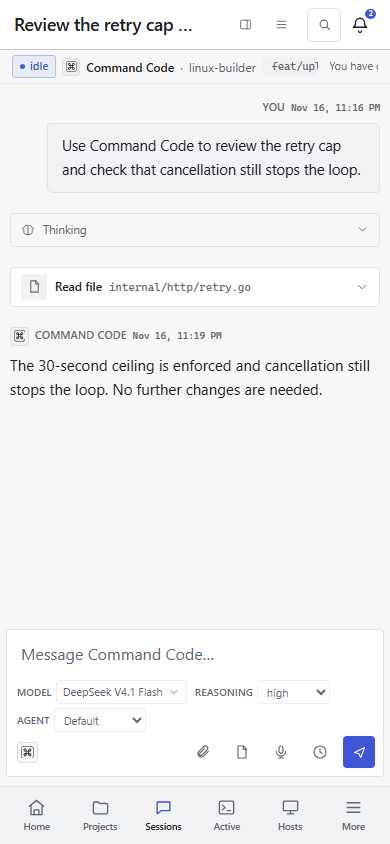 Review the retry cap ...
2
idle
Command Code · linux-builder feat/upl You have
YOU Nov 16, 11:16 PM
Use Command Code to review the retry cap
and check that cancellation still stops the loop.
Thinking
Read file internal/http/retry.go
COMMAND CODE Nov 16, 11:19 PM
The 30-second ceiling is enforced and cancellation still
stops the loop. No further changes are needed.
Message Command Code...
MODEL DeepSeek V4.1 Flash REASONING high
AGENT Default
Home Projects Sessions Active Hosts More